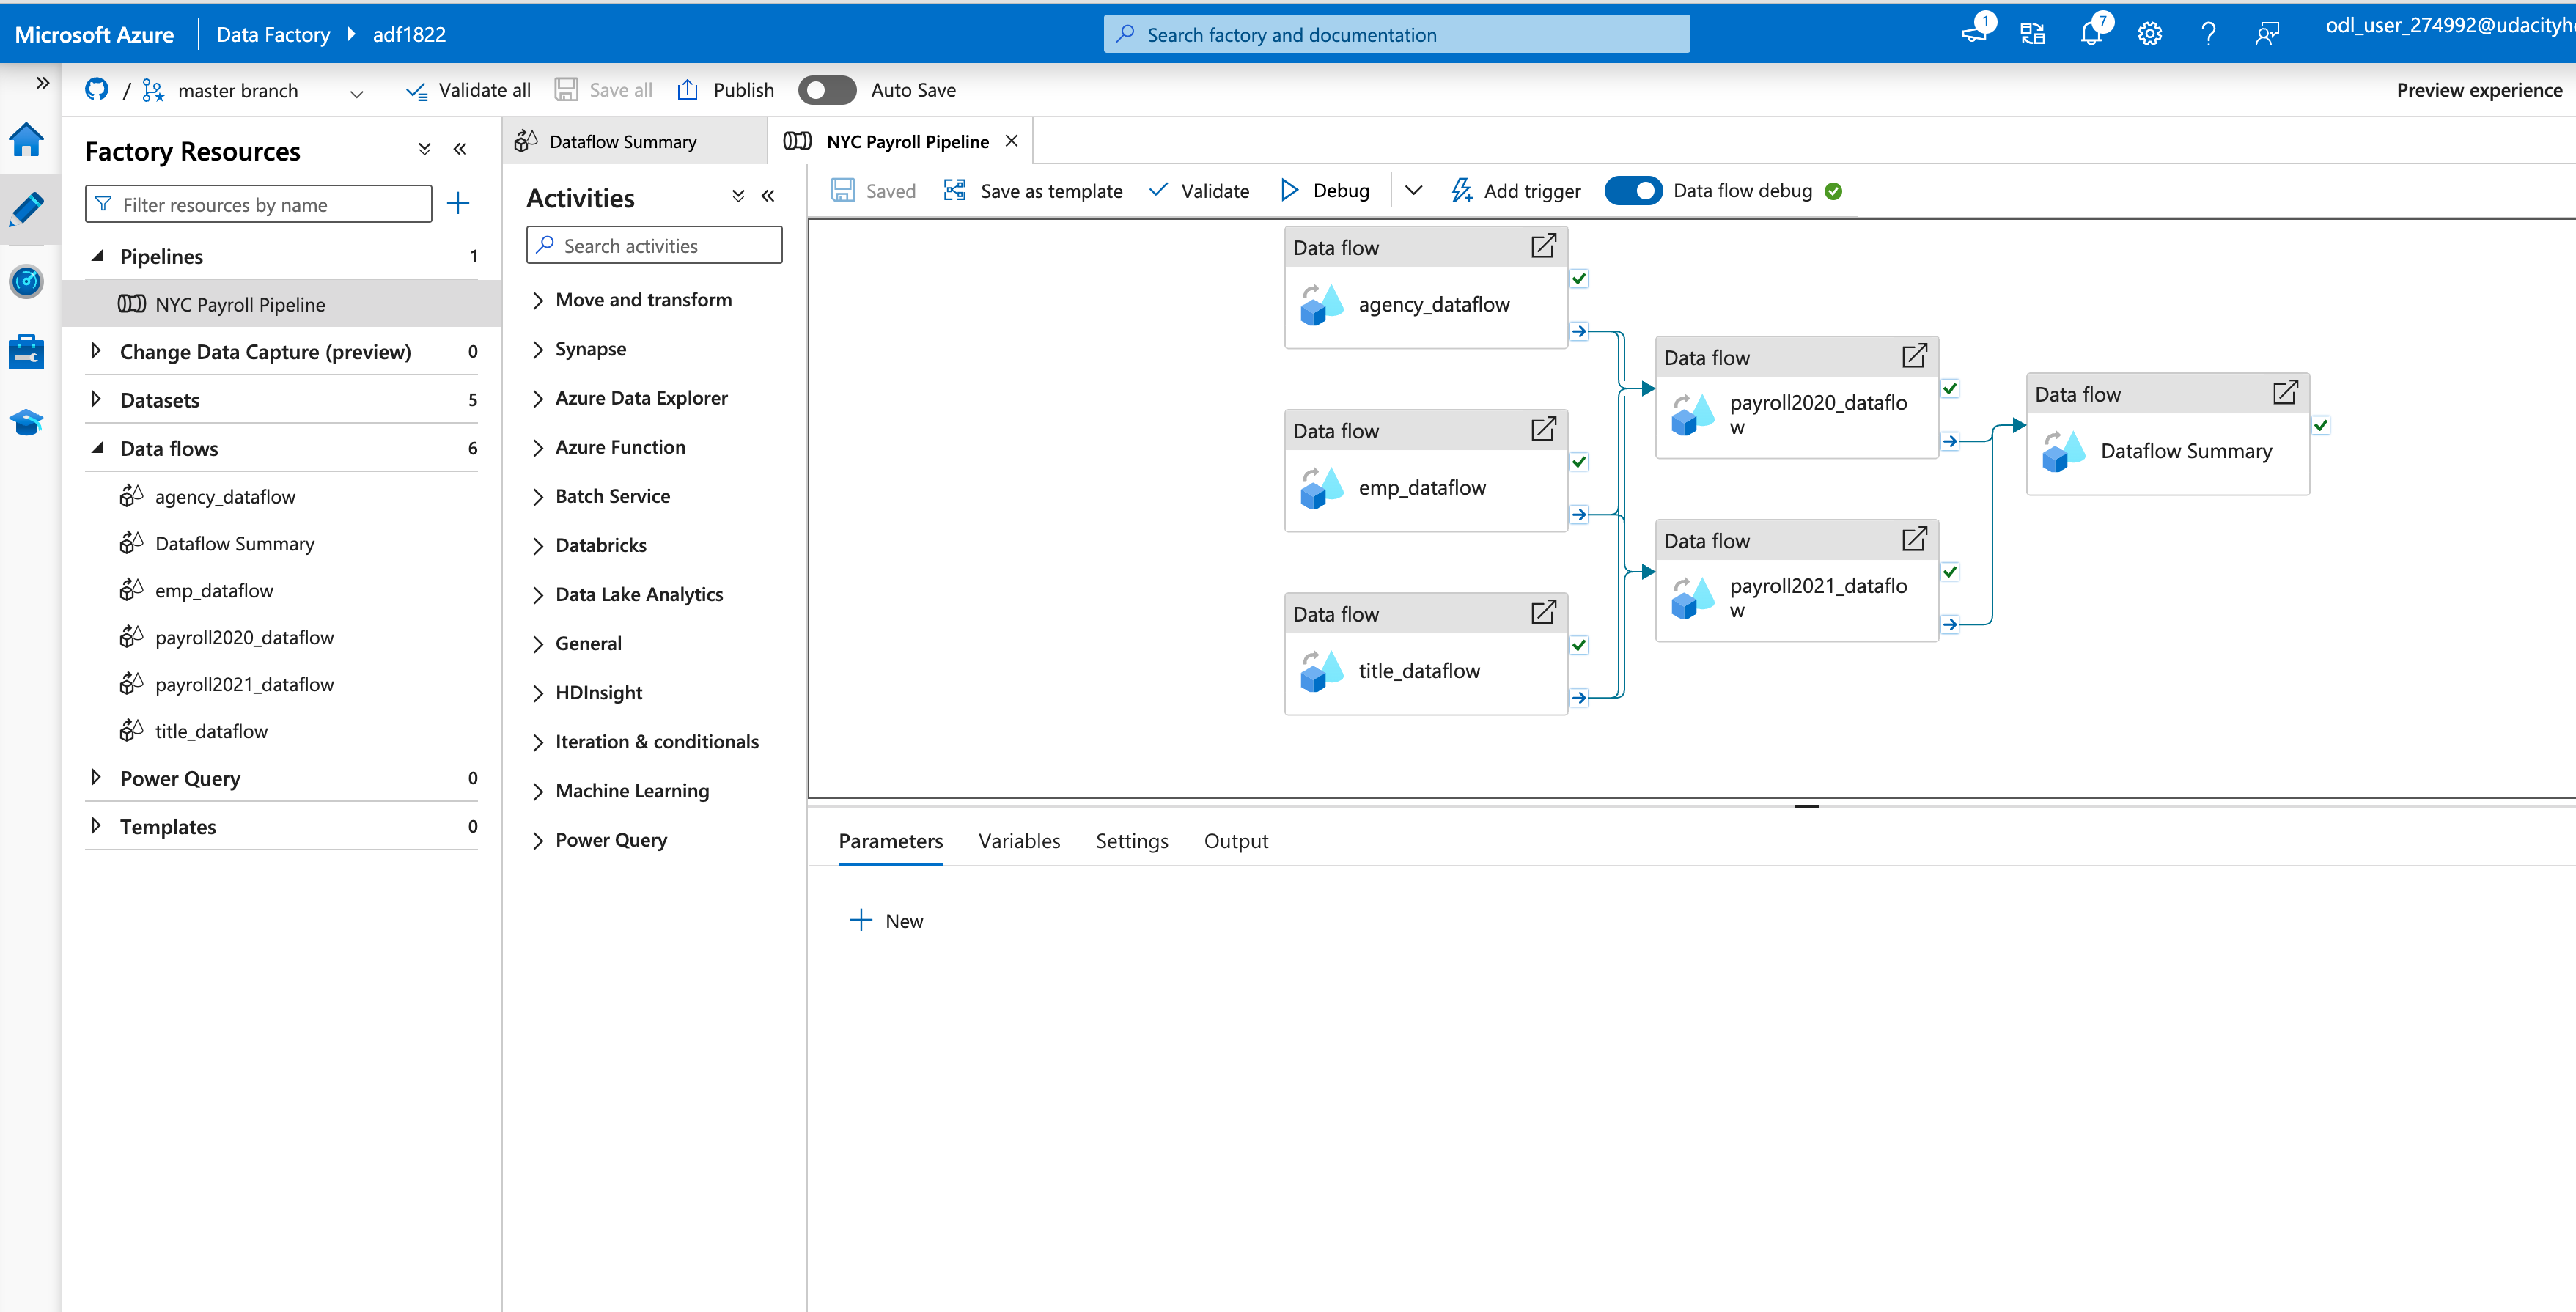 Microsoft Azure
Data Factory
adf1822
Search factory and documentation
1
7
odl_user_274992@udacityh
/
master branch
Validate all
Save all
Publish
Auto Save
Preview experience
Factory Resources
Filter resources by name
Pipelines
1
NYC Payroll Pipeline
Change Data Capture (preview)
0
Datasets
5
Data flows
6
agency_dataflow
Dataflow Summary
emp_dataflow
payroll2020_dataflow
payroll2021_dataflow
title_dataflow
Power Query
0
Templates
0
Dataflow Summary
NYC Payroll Pipeline
Activities
Search activities
Move and transform
Synapse
Azure Data Explorer
Azure Function
Batch Service
Databricks
Data Lake Analytics
General
HDInsight
Iteration & conditionals
Machine Learning
Power Query
Saved
Save as template
Validate
Debug
Add trigger
Data flow debug
Data flow
agency_dataflow
Data flow
emp_dataflow
Data flow
title_dataflow
Data flow
payroll2020_dataflo
w
Data flow
payroll2021_dataflo
w
Data flow
Dataflow Summary
Parameters
Variables
Settings
Output
New